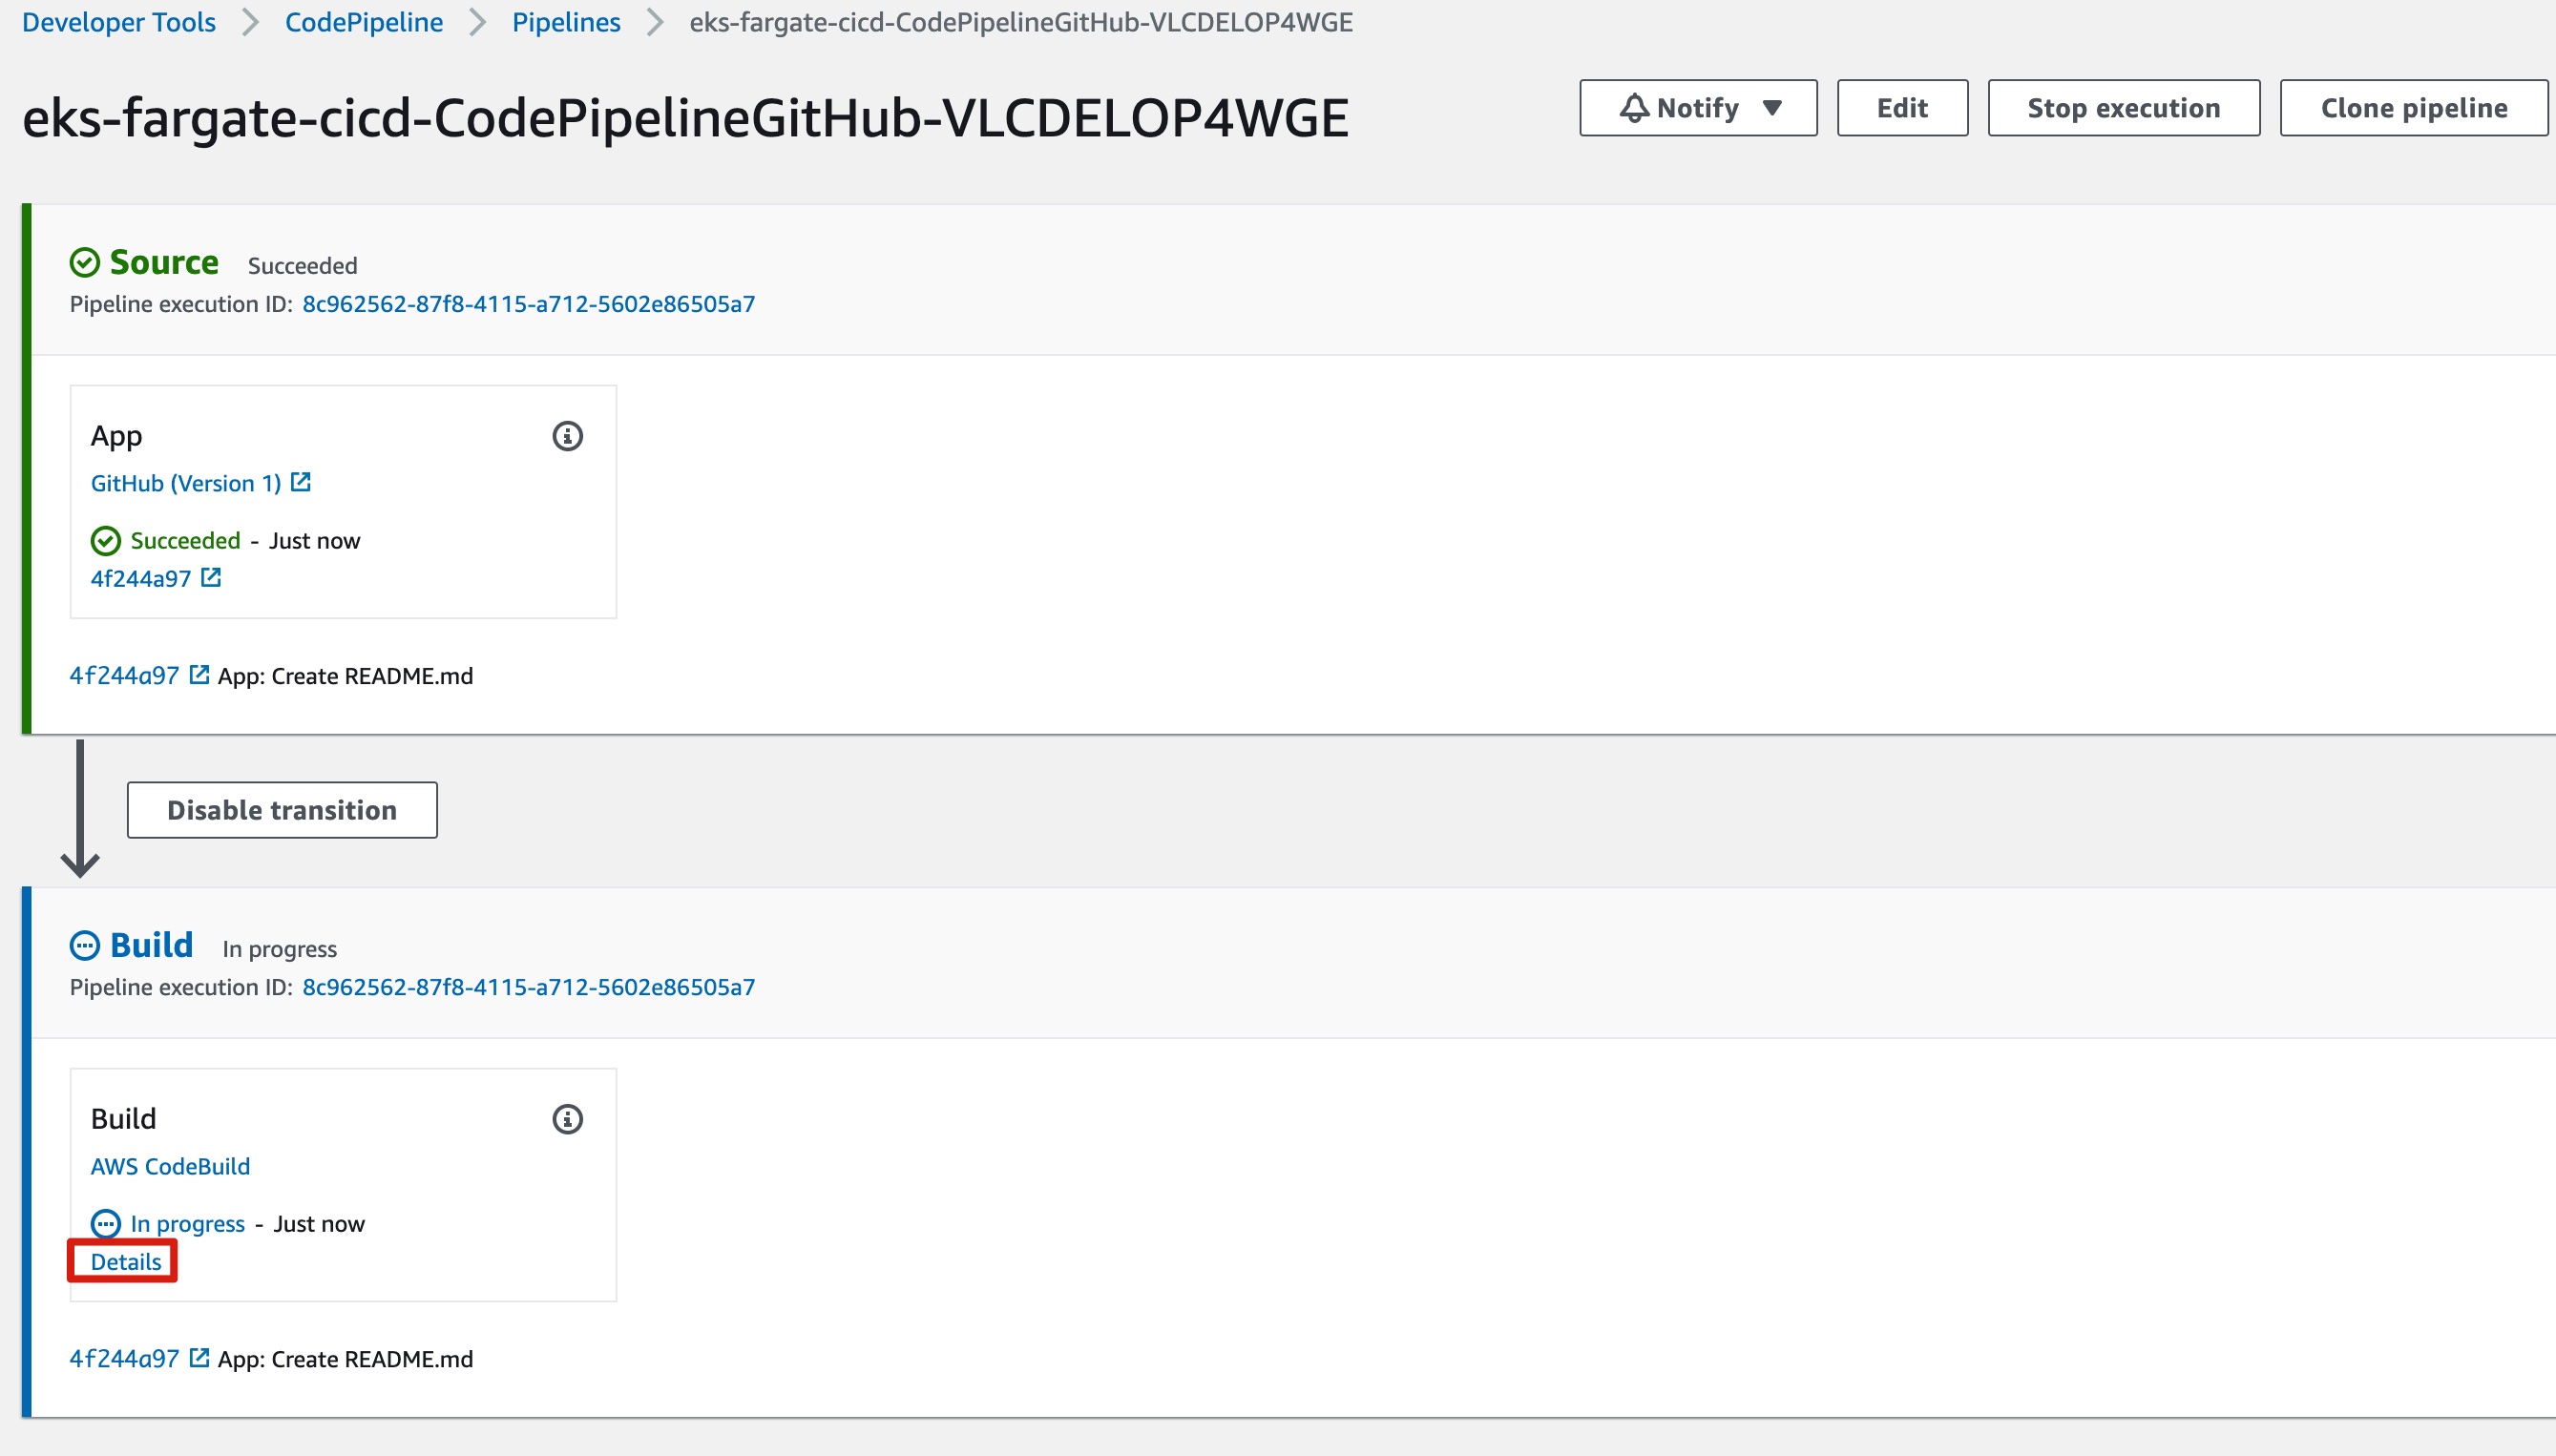 Developer Tools > CodePipeline > Pipelines > eks-fargate-cicd-CodePipelineGitHub-VLCDELOP4WGE
eks-fargate-cicd-CodePipelineGitHub-VLCDELOP4WGE
Notify Edit Stop execution Clone pipeline
Source Succeeded
Pipeline execution ID: 8c962562-87f8-4115-a712-5602e86505a7
App
GitHub (Version 1)
Succeeded - Just now
4f244a97
4f244a97 App: Create README.md
Disable transition
Build In progress
Pipeline execution ID: 8c962562-87f8-4115-a712-5602e86505a7
Build
AWS CodeBuild
In progress - Just now
Details
4f244a97 App: Create README.md